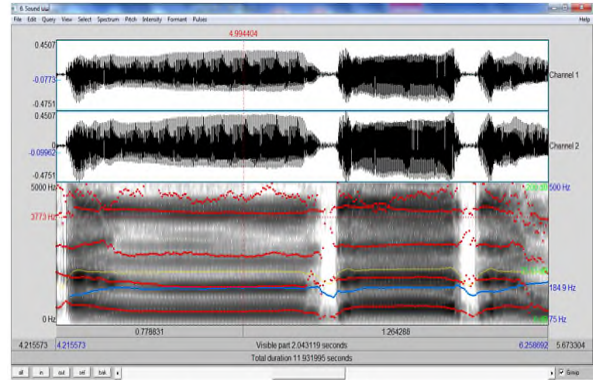 6. Sound
File Edit Query View Select Spectrum Pitch Intensity Formant Pulses Help
4.994404
0.4507
-0.0773
-0.4751
Channel 1
0.4507
-0.09962
-0.4751
Channel 2
5000 Hz
500 Hz
3773 Hz
184.9 Hz
0 Hz
75 Hz
0.778831 1.264288
4.215573 4.215573 Visible part 2.043119 seconds 6.258692 5.673304
Total duration 11.931995 seconds
all in out sel bak Group